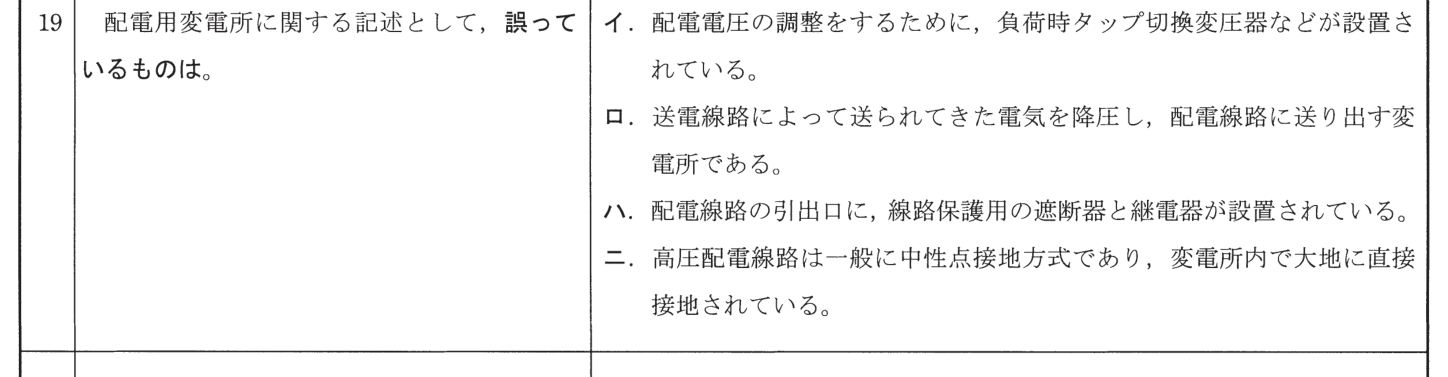 19
配電用変電所に関する記述として，誤って
いるものは。
イ．配電電圧の調整をするために，負荷時タップ切換変圧器などが設置さ
れている。
ロ．送電線路によって送られてきた電気を降圧し，配電線路に送り出す変
電所である。
ハ．配電線路の引出口に，線路保護用の遮断器と継電器が設置されている。
ニ．高圧配電線路は一般に中性点接地方式であり，変電所内で大地に直接
接地されている。